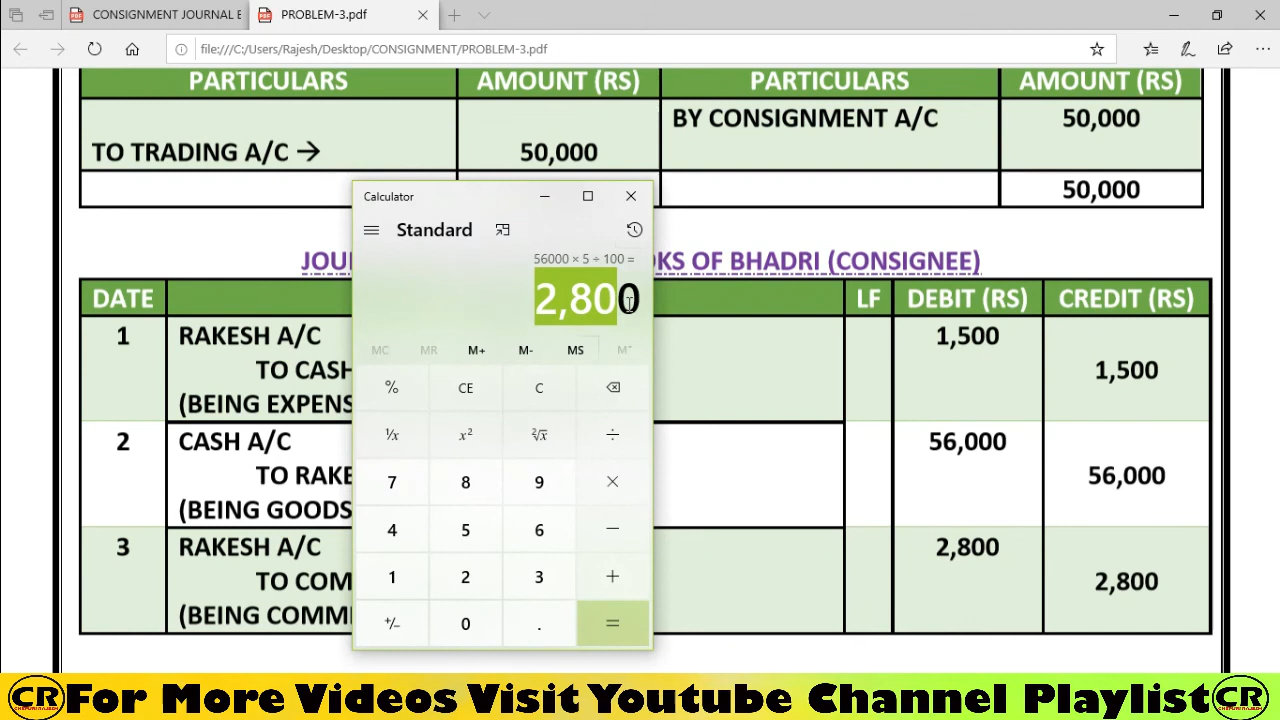 CONSIGNMENT JOURNAL E
PROBLEM-3.pdf
file:///C:/Users/Rajesh/Desktop/CONSIGNMENT/PROBLEM-3.pdf
PARTICULARS AMOUNT (RS) PARTICULARS AMOUNT (RS)
BY CONSIGNMENT A/C 50,000
TO TRADING A/C → 50,000
50,000
Calculator
Standard
56000 × 5 ÷ 100 =
2,800
MC MR M+ M- MS M˅
% CE C
¹/x x² ²√x ÷
7 8 9 ×
4 5 6 −
1 2 3 +
+/− 0 . =
JOU
OKS OF BHADRI (CONSIGNEE)
DATE LF DEBIT (RS) CREDIT (RS)
1 RAKESH A/C 1,500
TO CASH 1,500
(BEING EXPENS
2 CASH A/C 56,000
TO RAKE 56,000
(BEING GOODS
3 RAKESH A/C 2,800
TO COM 2,800
(BEING COMM
CR For More Videos Visit Youtube Channel Playlist CR